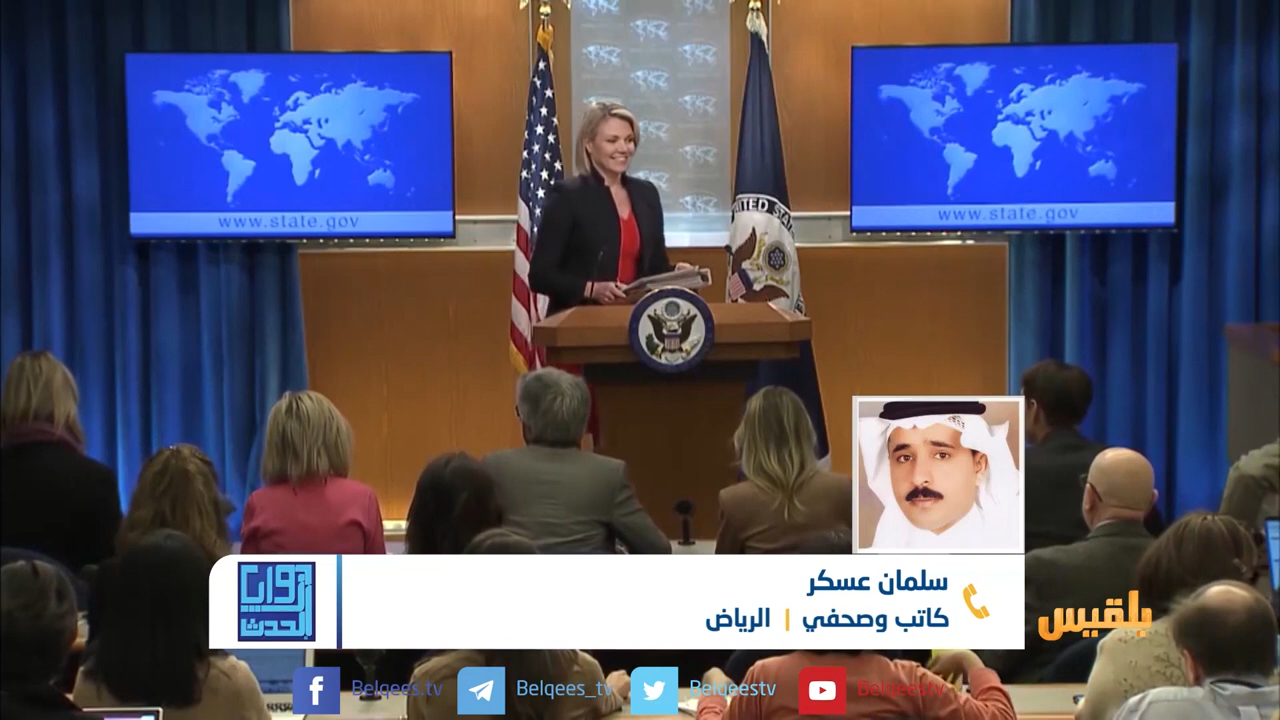 www.state.gov
www.state.gov
UNITED STATES
سلمان عسكر
كاتب وصحفي | الرياض
زوايا
الحدث
بلقيس
Belqees.tv
Belqees_tv
Belqeestv
Belqeestv